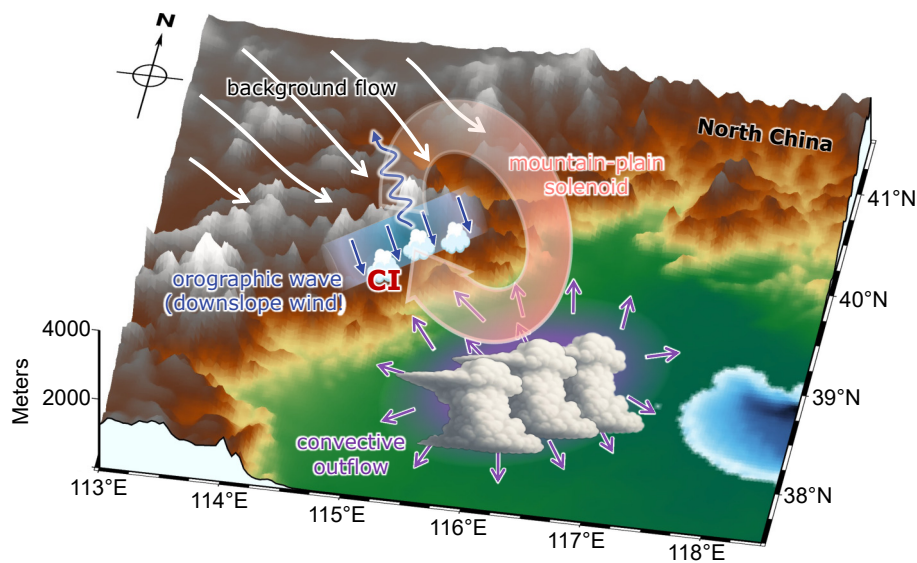 N
background flow
North China
mountain-plain
solenoid
41°N
orographic wave
(downslope wind)
CI
40°N
4000
Meters
2000
39°N
convective
outflow
38°N
113°E
114°E
115°E
116°E
117°E
118°E